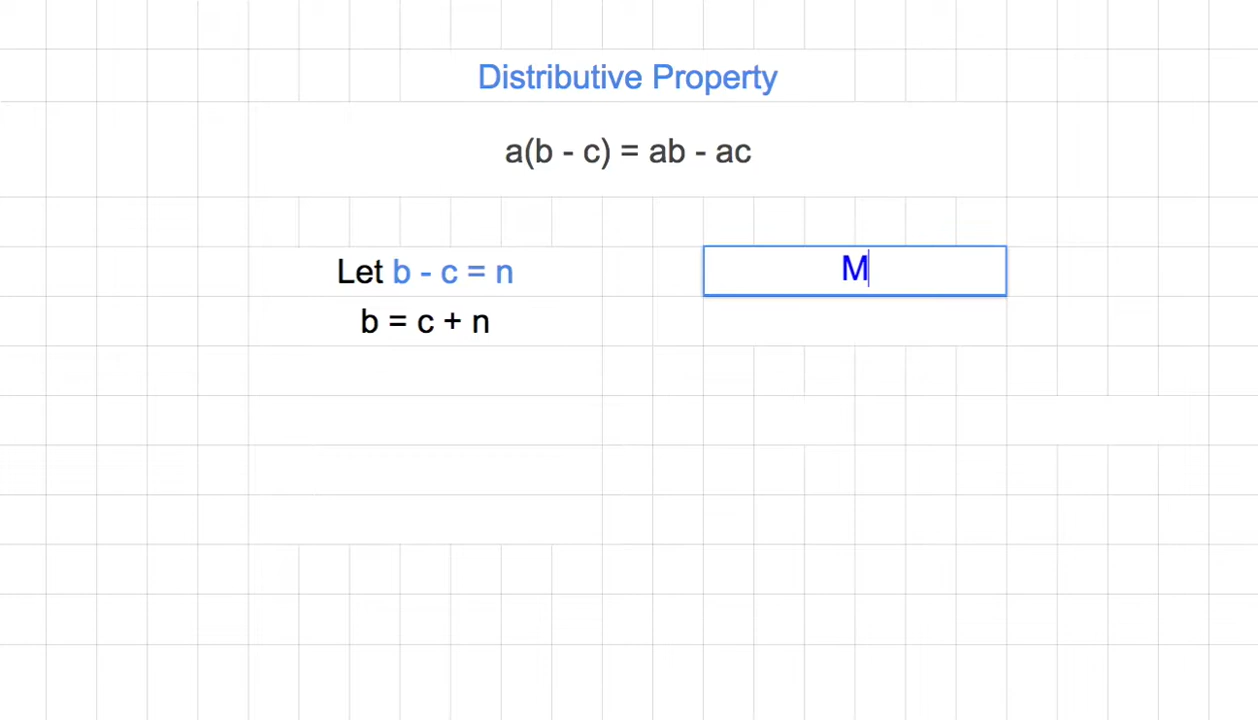 Distributive Property
a(b - c) = ab - ac
Let b - c = n
M
b = c + n